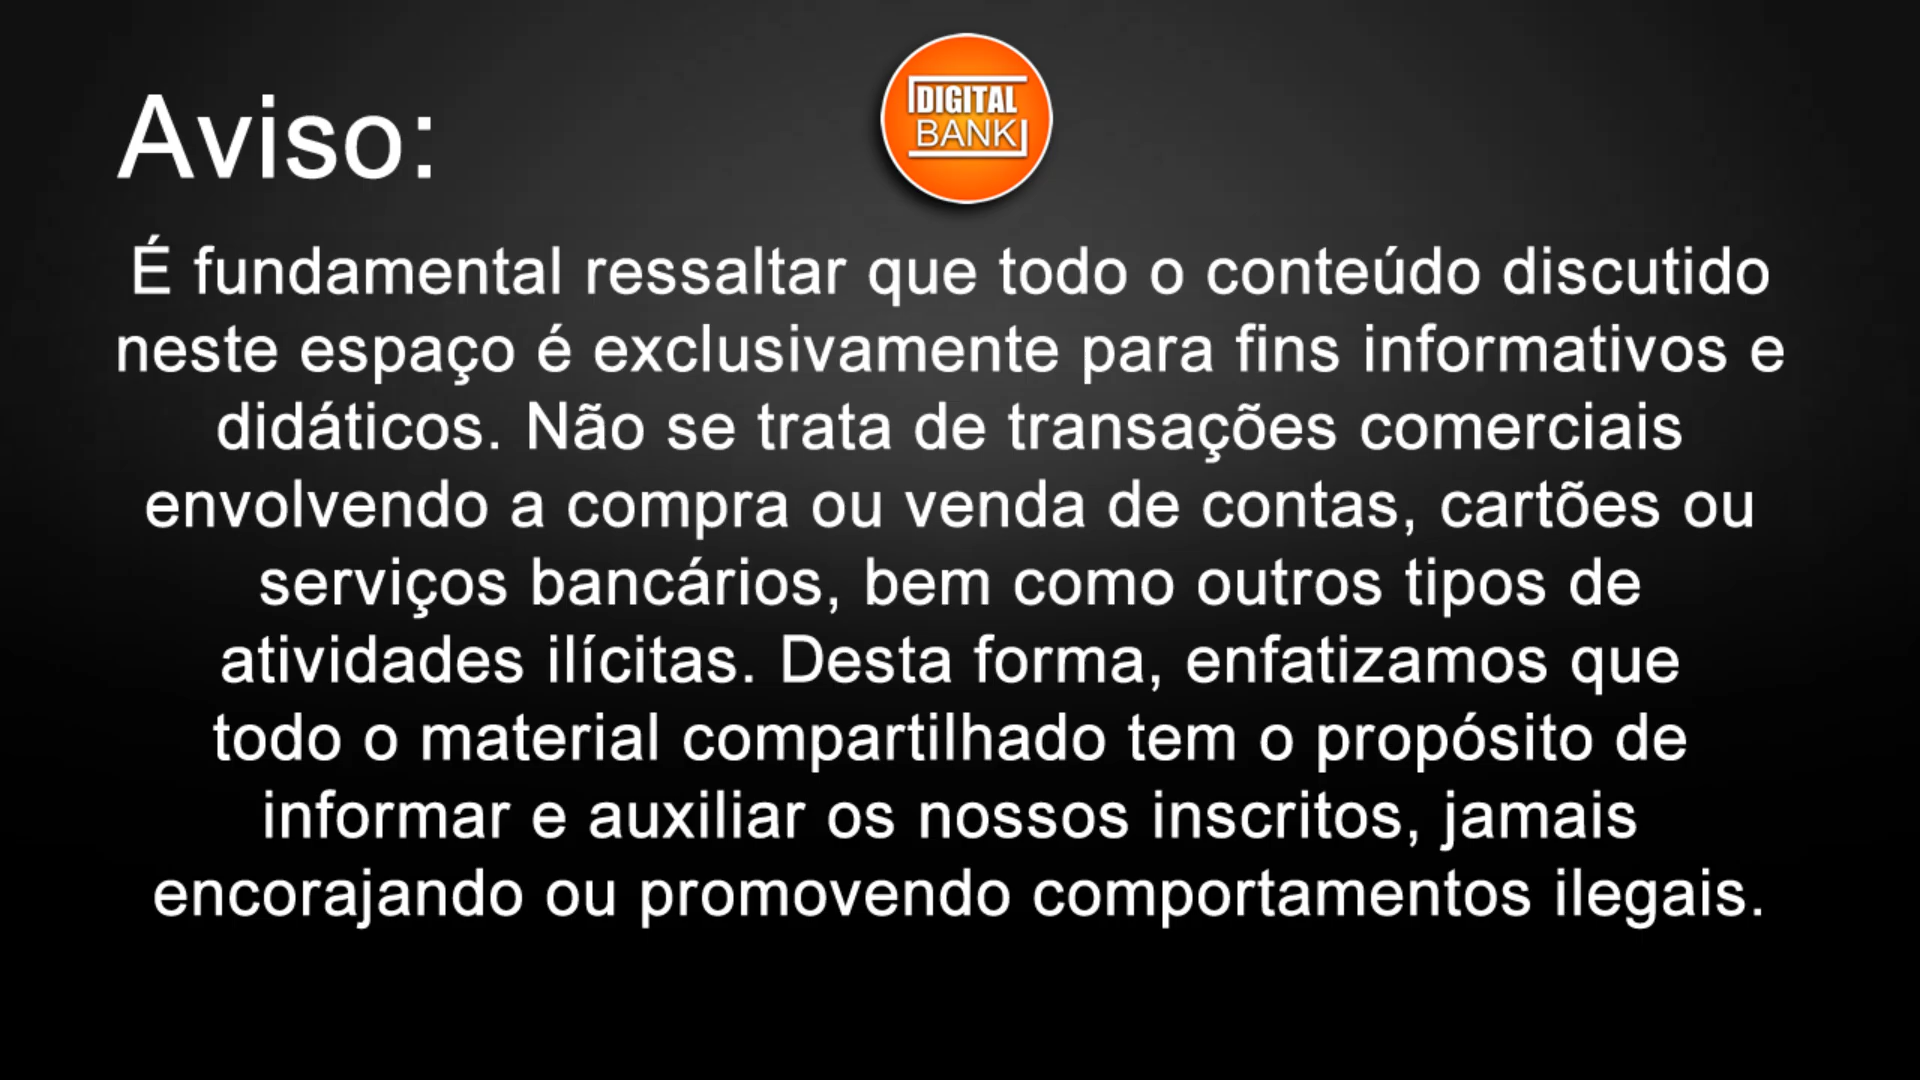 DIGITAL
BANK
Aviso:
É fundamental ressaltar que todo o conteúdo discutido
neste espaço é exclusivamente para fins informativos e
didáticos. Não se trata de transações comerciais
envolvendo a compra ou venda de contas, cartões ou
serviços bancários, bem como outros tipos de
atividades ilícitas. Desta forma, enfatizamos que
todo o material compartilhado tem o propósito de
informar e auxiliar os nossos inscritos, jamais
encorajando ou promovendo comportamentos ilegais.